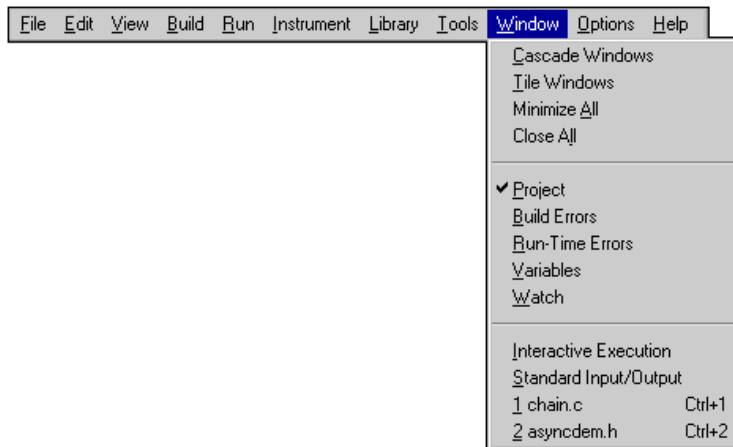 File Edit View Build Run Instrument Library Tools Window Options Help
Cascade Windows
Tile Windows
Minimize All
Close All
Project
Build Errors
Run-Time Errors
Variables
Watch
Interactive Execution
Standard Input/Output
1 chain.c Ctrl+1
2 asyncdem.h Ctrl+2